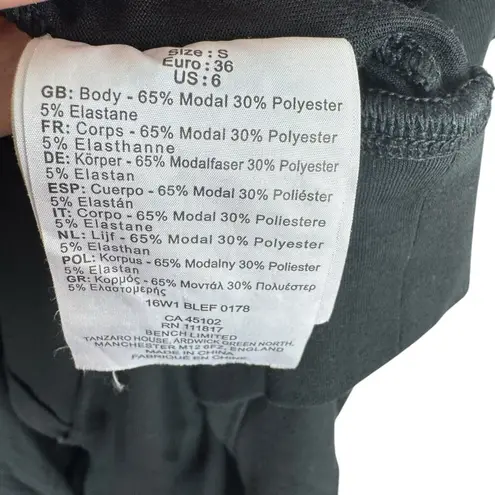 Size: S
Euro: 36
US: 6
GB: Body - 65% Modal 30% Polyester
5% Elastane
FR: Corps - 65% Modal 30% Polyester
5% Elasthanne
DE: Körper - 65% Modalfaser 30% Polyester
5% Elastan
ESP: Cuerpo - 65% Modal 30% Poliéster
5% Elastán
IT: Corpo - 65% Modal 30% Poliestere
5% Elastane
NL: Lijf - 65% Modal 30% Polyester
5% Elasthan
POL: Korpus - 65% Modalny 30% Poliester
5% Elastan
GR: Κορμός - 65% Μοντάλ 30% Πολυέστερ
5% Ελαστομερής
16W1 BLEF 0178
CA 45102
RN 111817
BENCH LIMITED
TANZARO HOUSE, ARDWICK GREEN NORTH,
MANCHESTER M12 6FZ, ENGLAND
MADE IN CHINA
FABRIQUÉ EN CHINE